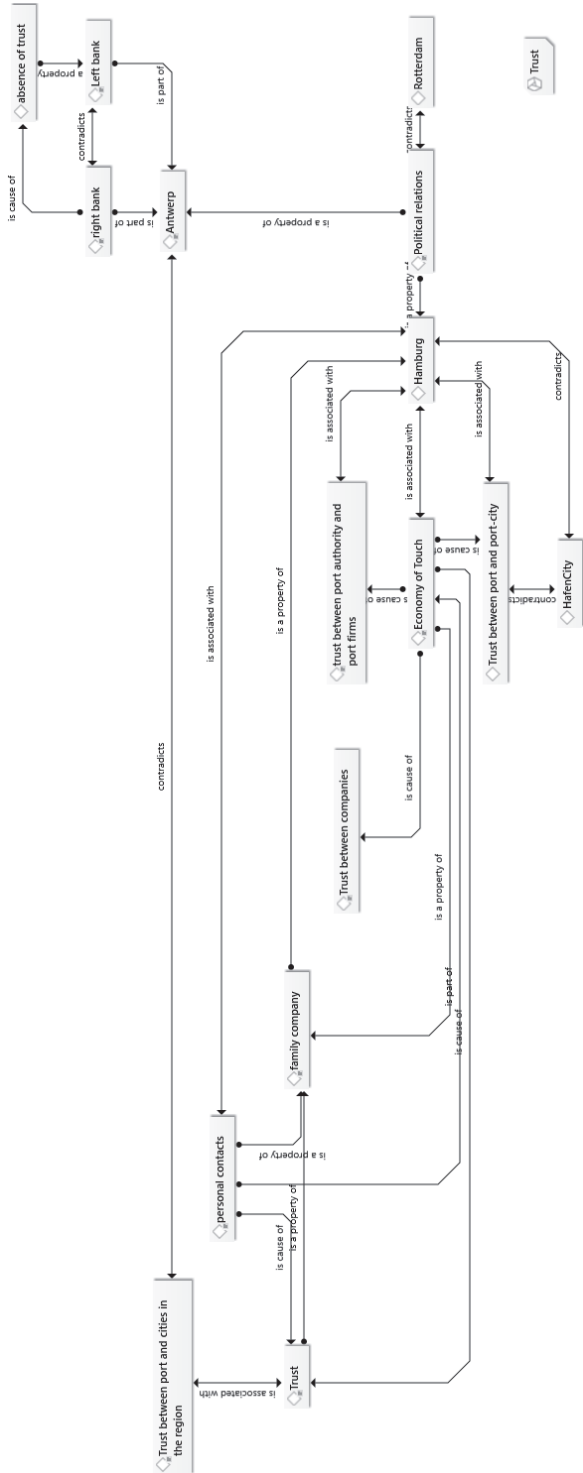 is cause of
absence of trust
a property
contradicts
right bank
Left bank
is part of
is part of
Trust between port and cities in
the region
contradicts
Antwerp
is associated with
personal contacts
is associated with
is a property of
is a property of
is cause of
is a property of
family company
is a property of
Trust
Trust between companies
is associated with
trust between port authority and
port firms
s cause of
is cause of
is associated with
a property of
contradict
Economy of Touch
Hamburg
Political relations
Rotterdam
is a property of
is part of
is cause of
is cause of
is associated with
Trust between port and port-city
contradicts
contradicts
HafenCity
Trust